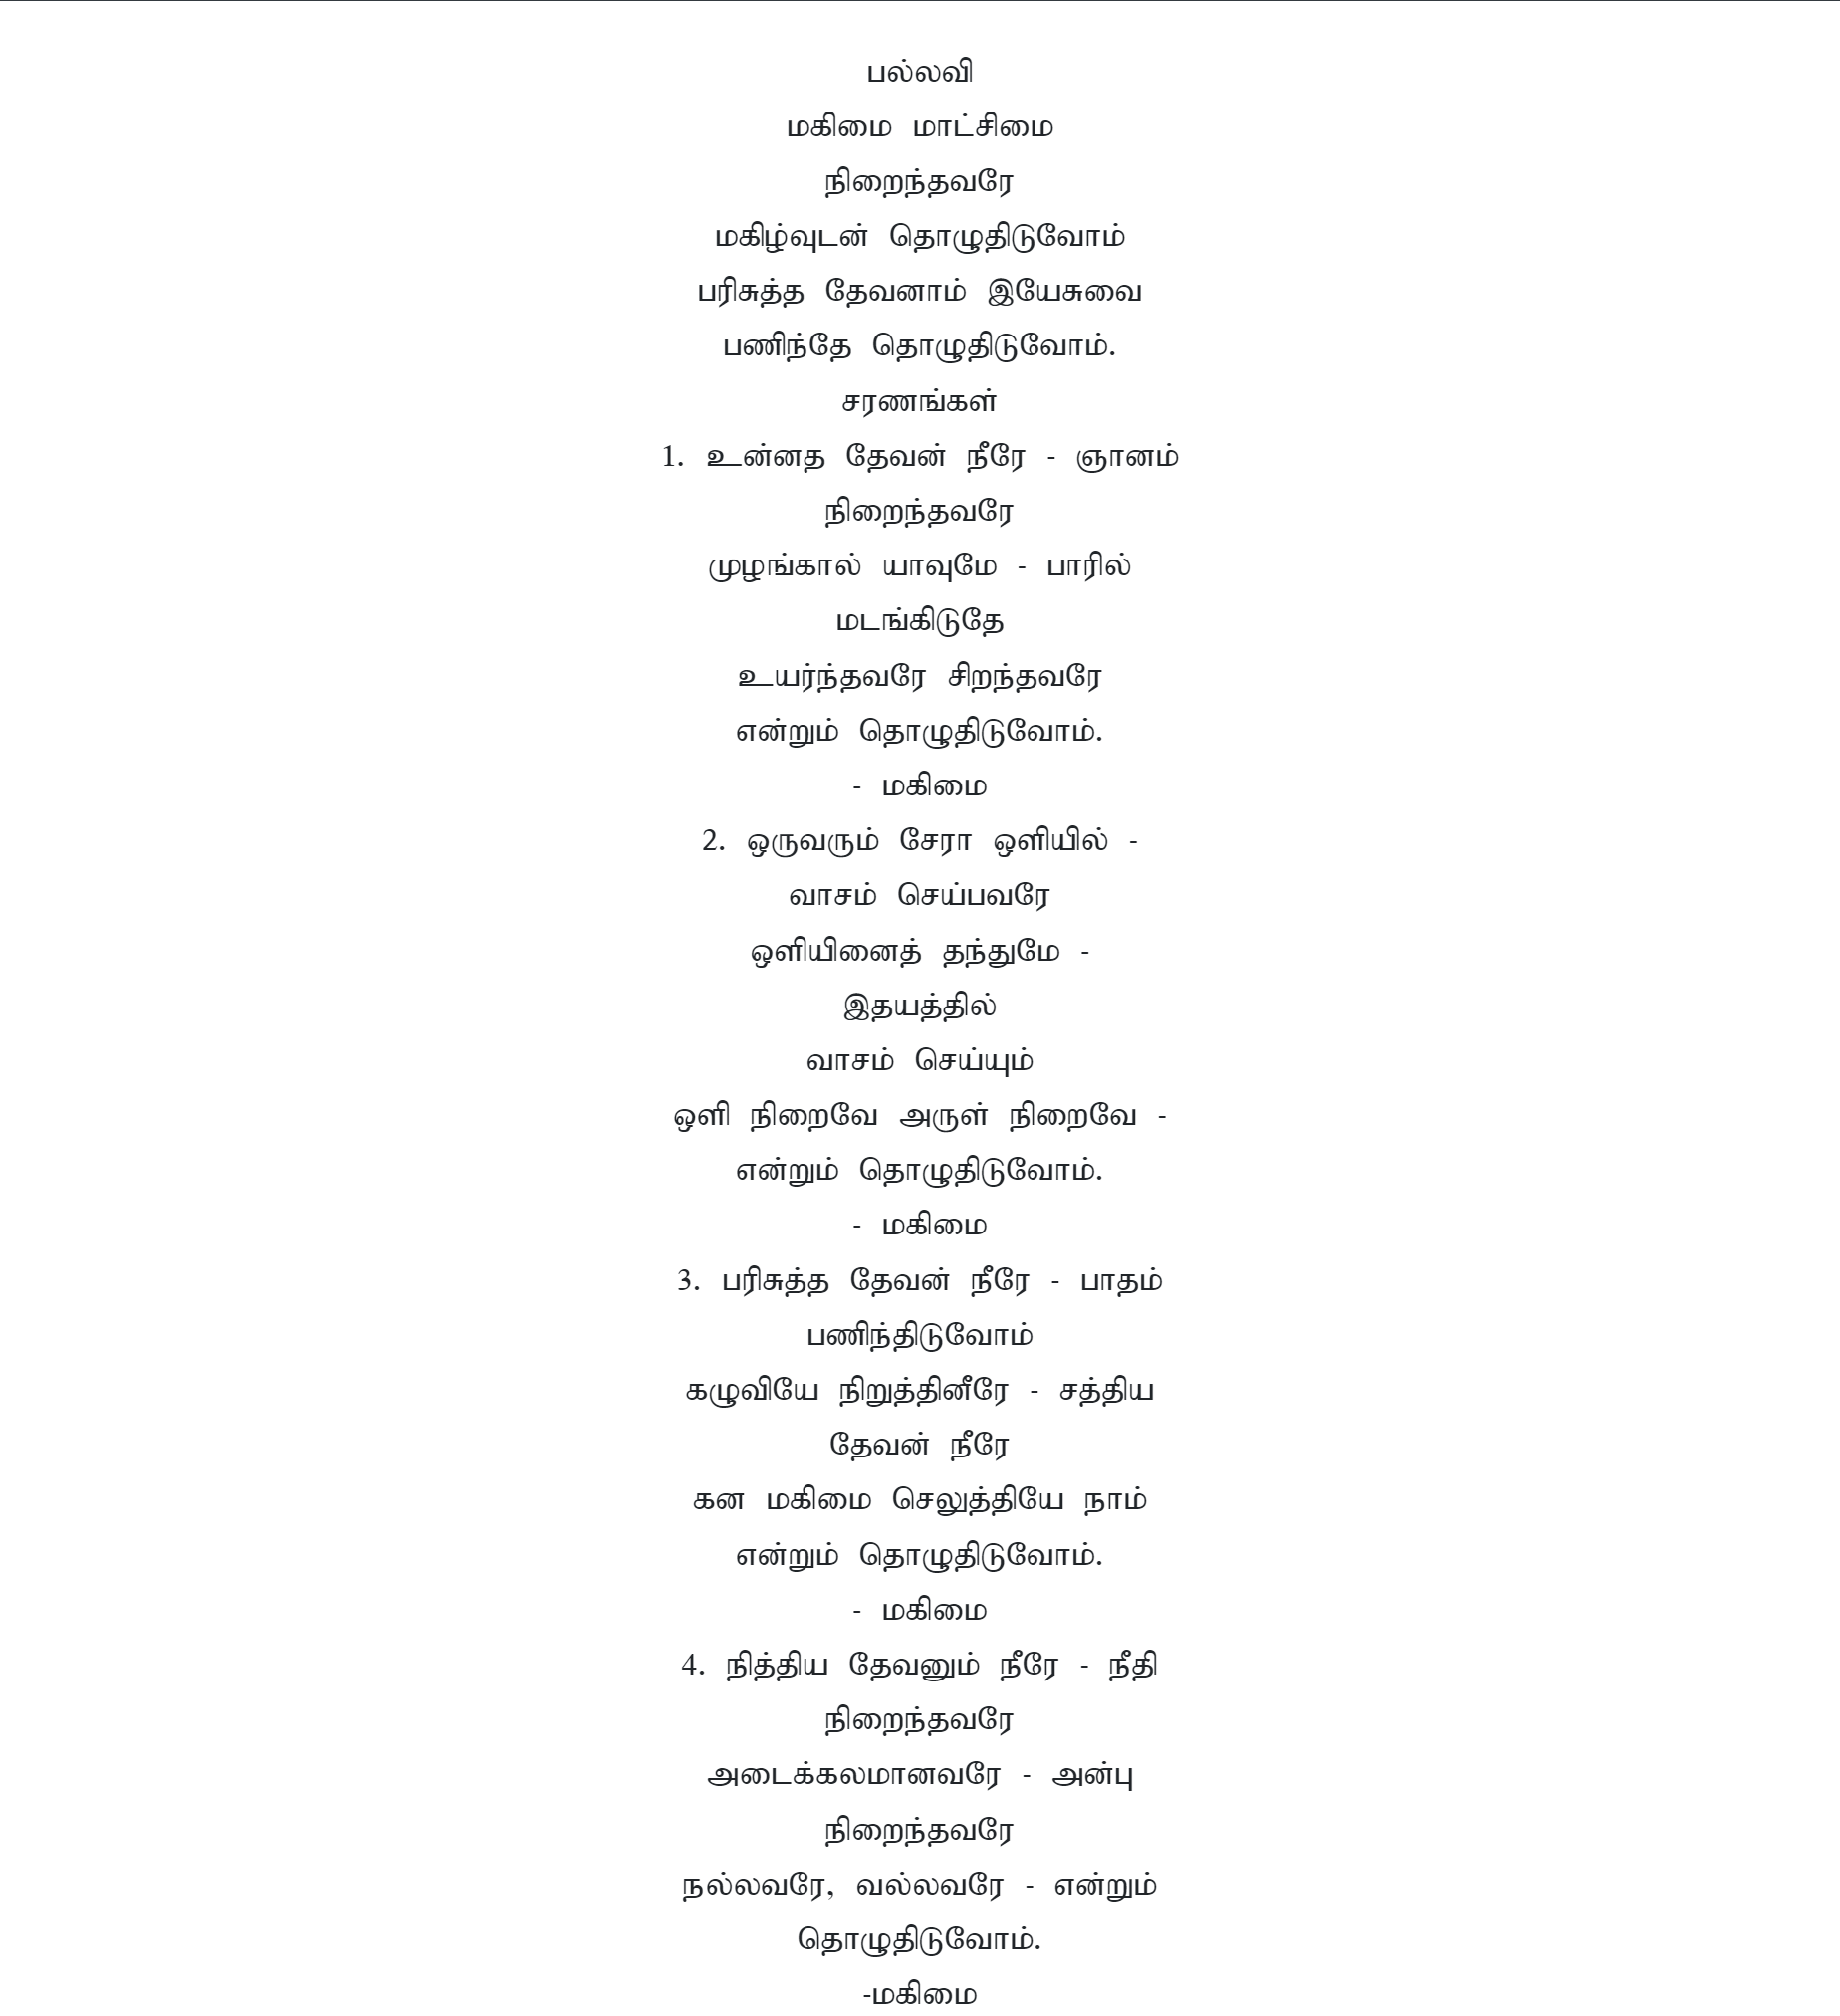 பல்லவி
மகிமை மாட்சிமை
நிறைந்தவரே
மகிழ்வுடன் தொழுதிடுவோம்
பரிசுத்த தேவனாம் இயேசுவை
பணிந்தே தொழுதிடுவோம்.
சரணங்கள்
1. உன்னத தேவன் நீரே - ஞானம்
நிறைந்தவரே
முழங்கால் யாவுமே - பாரில்
மடங்கிடுதே
உயர்ந்தவரே சிறந்தவரே
என்றும் தொழுதிடுவோம்.
- மகிமை
2. ஒருவரும் சேரா ஒளியில் -
வாசம் செய்பவரே
ஒளியினைத் தந்துமே -
இதயத்தில்
வாசம் செய்யும்
ஒளி நிறைவே அருள் நிறைவே -
என்றும் தொழுதிடுவோம்.
- மகிமை
3. பரிசுத்த தேவன் நீரே - பாதம்
பணிந்திடுவோம்
கழுவியே நிறுத்தினீரே - சத்திய
தேவன் நீரே
கன மகிமை செலுத்தியே நாம்
என்றும் தொழுதிடுவோம்.
- மகிமை
4. நித்திய தேவனும் நீரே - நீதி
நிறைந்தவரே
அடைக்கலமானவரே - அன்பு
நிறைந்தவரே
நல்லவரே, வல்லவரே - என்றும்
தொழுதிடுவோம்.
-மகிமை